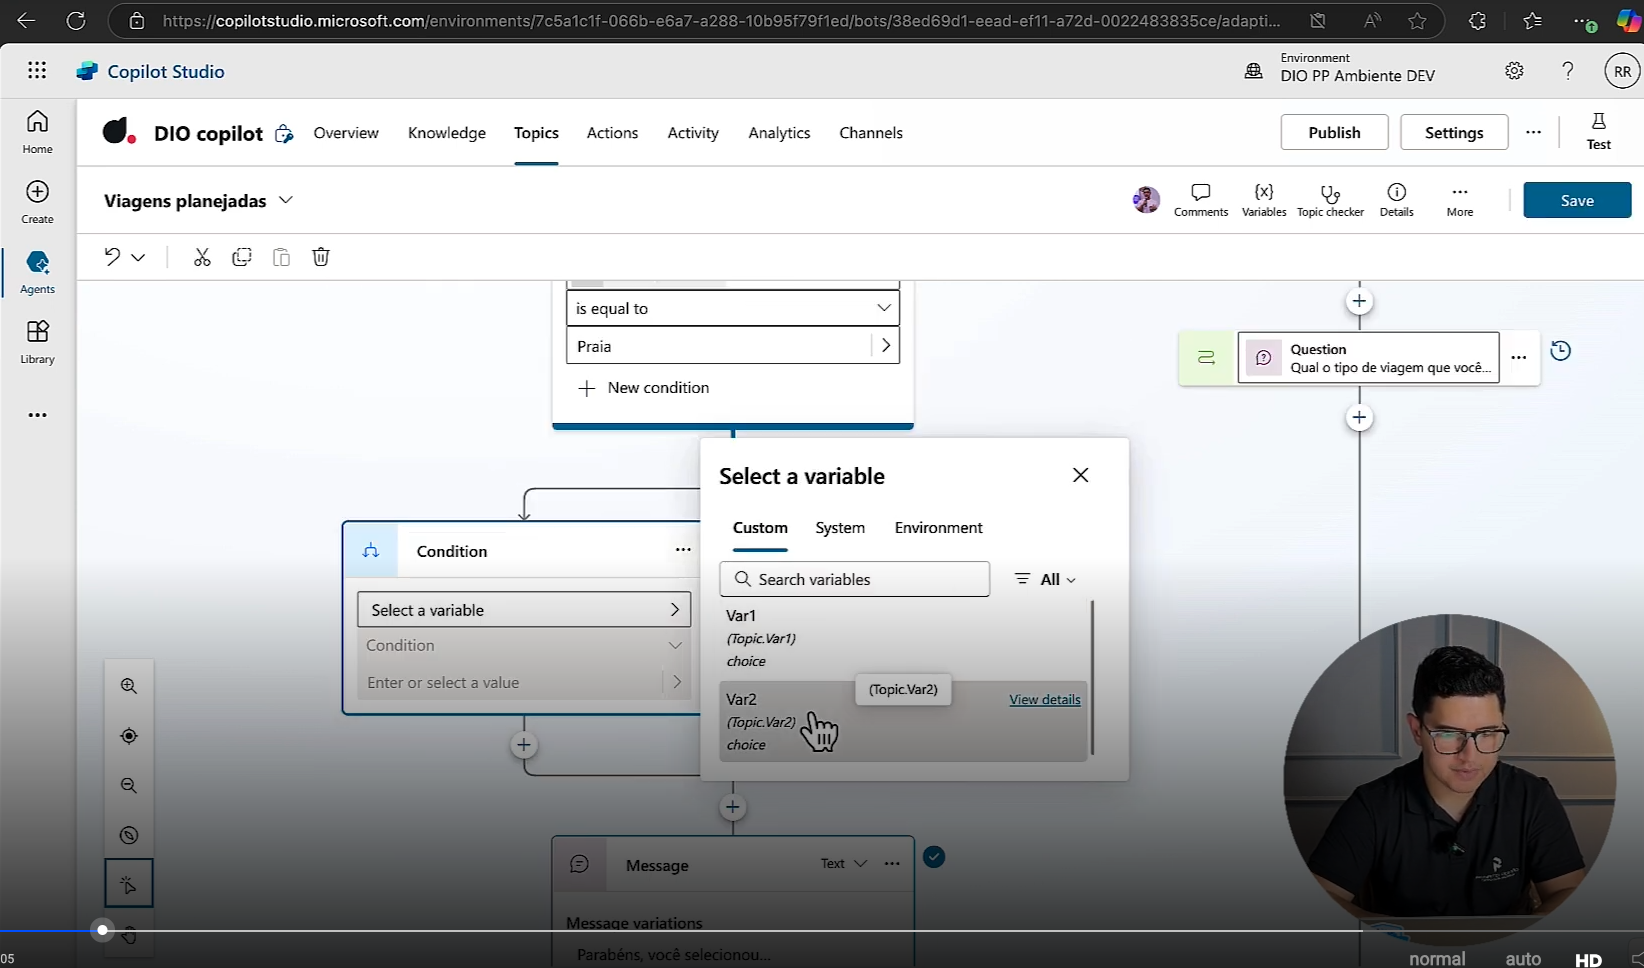 https://copilotstudio.microsoft.com/environments/7c5a1c1f-066b-e6a7-a288-10b95f79f1ed/bots/38ed69d1-eead-ef11-a72d-0022483835ce/adapti...
Copilot Studio
Environment
DIO PP Ambiente DEV
RR
Home
Create
Agents
Library
DIO copilot
Overview
Knowledge
Topics
Actions
Activity
Analytics
Channels
Publish
Settings
Test
Viagens planejadas
Comments
Variables
Topic checker
Details
More
Save
is equal to
Praia
New condition
Question
Qual o tipo de viagem que você...
Condition
Select a variable
Condition
Enter or select a value
Select a variable
Custom
System
Environment
Search variables
All
Var1
(Topic.Var1)
choice
Var2
(Topic.Var2)
choice
(Topic.Var2)
View details
Message
Text
Message variations
Parabéns, você selecionou...
05
normal
auto
HD